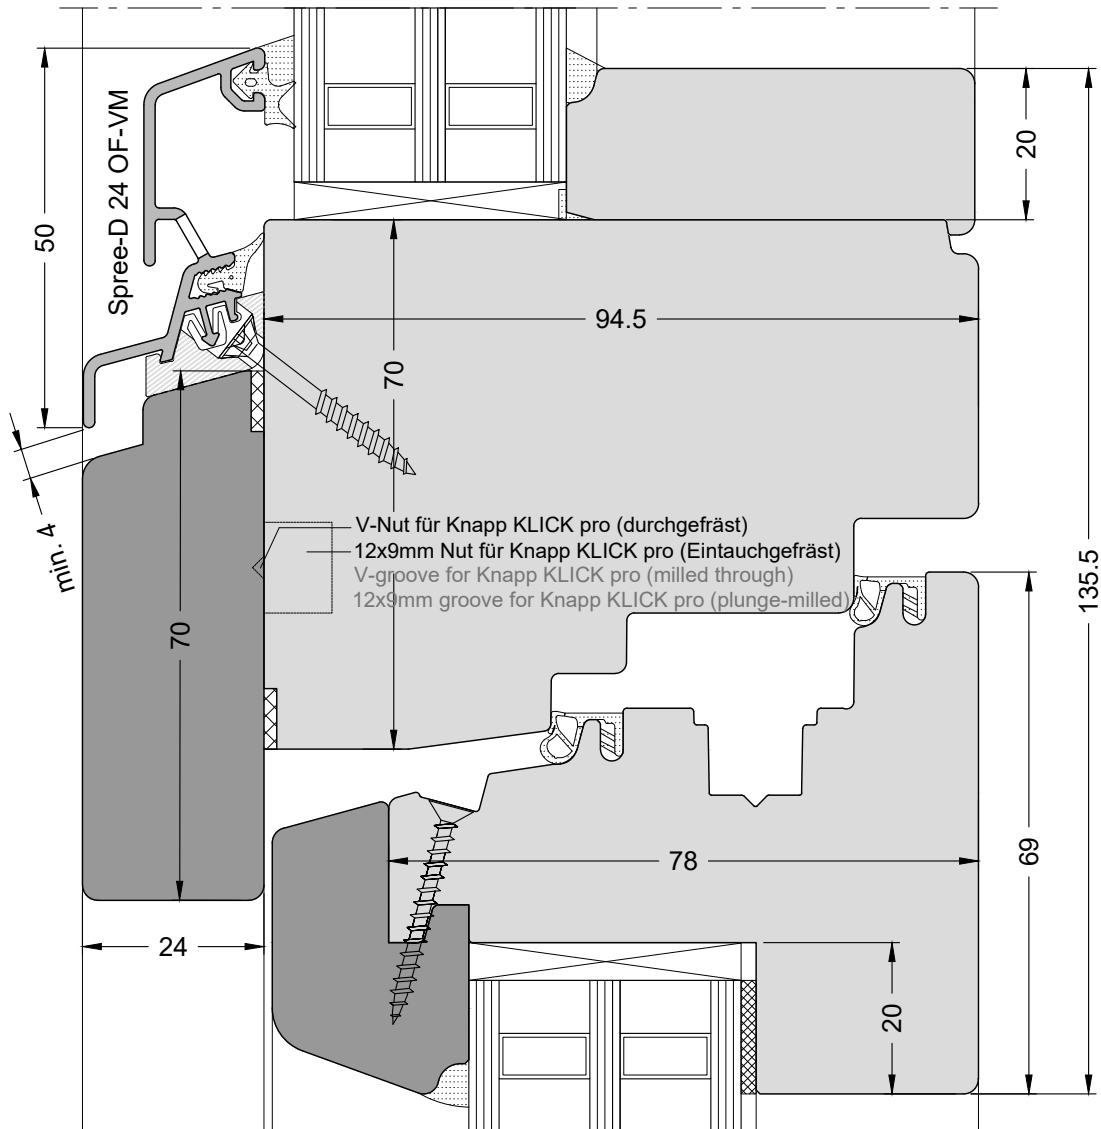 Spree-D 24 OF-VM
50
20
94.5
70
min. 4
V-Nut für Knapp KLICK pro (durchgefräst)
12x9mm Nut für Knapp KLICK pro (Eintauchgefräst)
V-groove for Knapp KLICK pro (milled through)
12x9mm groove for Knapp KLICK pro (plunge-milled)
135.5
70
78
69
24
20